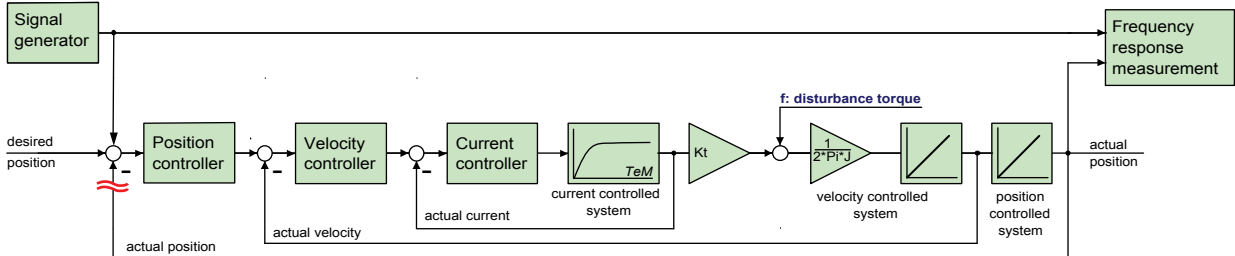 Signal
generator
Frequency
response
measurement
f: disturbance torque
desired
position
-
Position
controller
-
Velocity
controller
-
Current
controller
TeM
current controlled
system
Kt
1
2*Pi*J
velocity controlled
system
position
controlled
system
actual
position
actual current
actual velocity
actual position